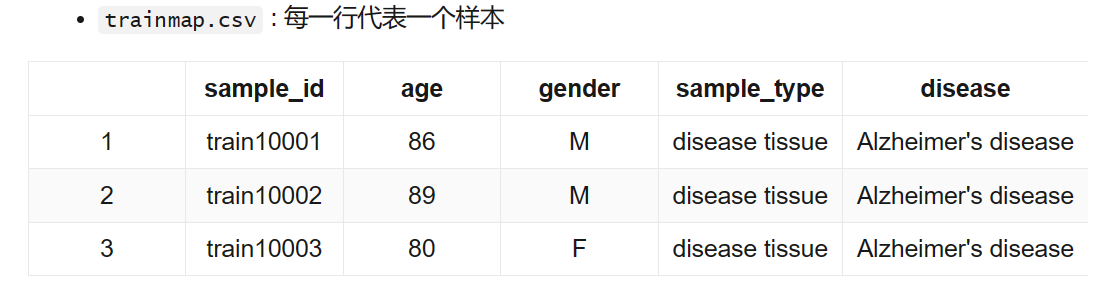 trainmap.csv : 每一行代表一个样本
sample_id age gender sample_type disease
1 train10001 86 M disease tissue Alzheimer's disease
2 train10002 89 M disease tissue Alzheimer's disease
3 train10003 80 F disease tissue Alzheimer's disease